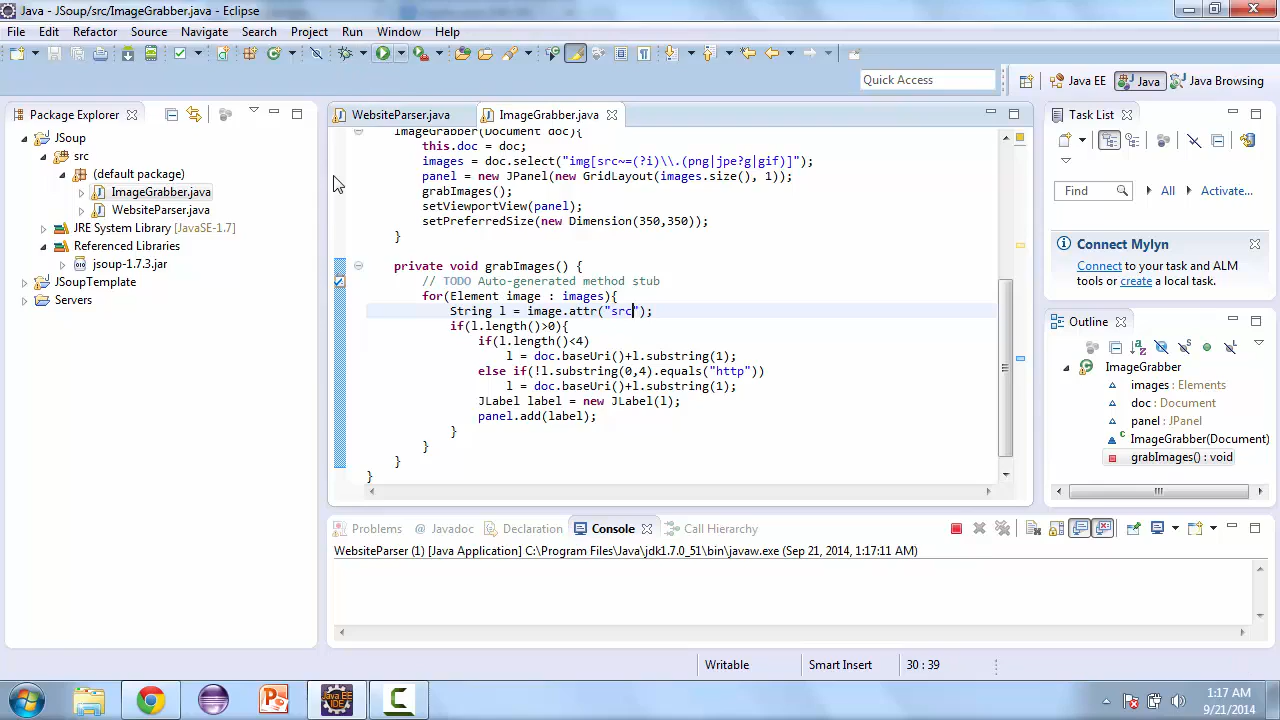 Java - JSoup/src/ImageGrabber.java - Eclipse
File Edit Refactor Source Navigate Search Project Run Window Help
Quick Access
Java EE
Java
Java Browsing
Package Explorer
JSoup
src
(default package)
ImageGrabber.java
WebsiteParser.java
JRE System Library [JavaSE-1.7]
Referenced Libraries
jsoup-1.7.3.jar
JSoupTemplate
Servers
WebsiteParser.java
ImageGrabber.java
ImageGrabber(Document doc){
this.doc = doc;
images = doc.select("img[src~=(?i)\\.(png|jpe?g|gif)]");
panel = new JPanel(new GridLayout(images.size(), 1));
grabImages();
setViewportView(panel);
setPreferredSize(new Dimension(350,350));
}
private void grabImages() {
// TODO Auto-generated method stub
for(Element image : images){
String l = image.attr("src");
if(l.length()>0){
if(l.length()<4)
l = doc.baseUri()+l.substring(1);
else if(!l.substring(0,4).equals("http"))
l = doc.baseUri()+l.substring(1);
JLabel label = new JLabel(l);
panel.add(label);
}
}
}
}
Task List
Find
All
Activate...
Connect Mylyn
Connect to your task and ALM
tools or create a local task.
Outline
ImageGrabber
images : Elements
doc : Document
panel : JPanel
ImageGrabber(Document)
grabImages() : void
Problems
@ Javadoc
Declaration
Console
Call Hierarchy
WebsiteParser (1) [Java Application] C:\Program Files\Java\jdk1.7.0_51\bin\javaw.exe (Sep 21, 2014, 1:17:11 AM)
Writable
Smart Insert
30 : 39
Java EE
IDE
1:17 AM
9/21/2014